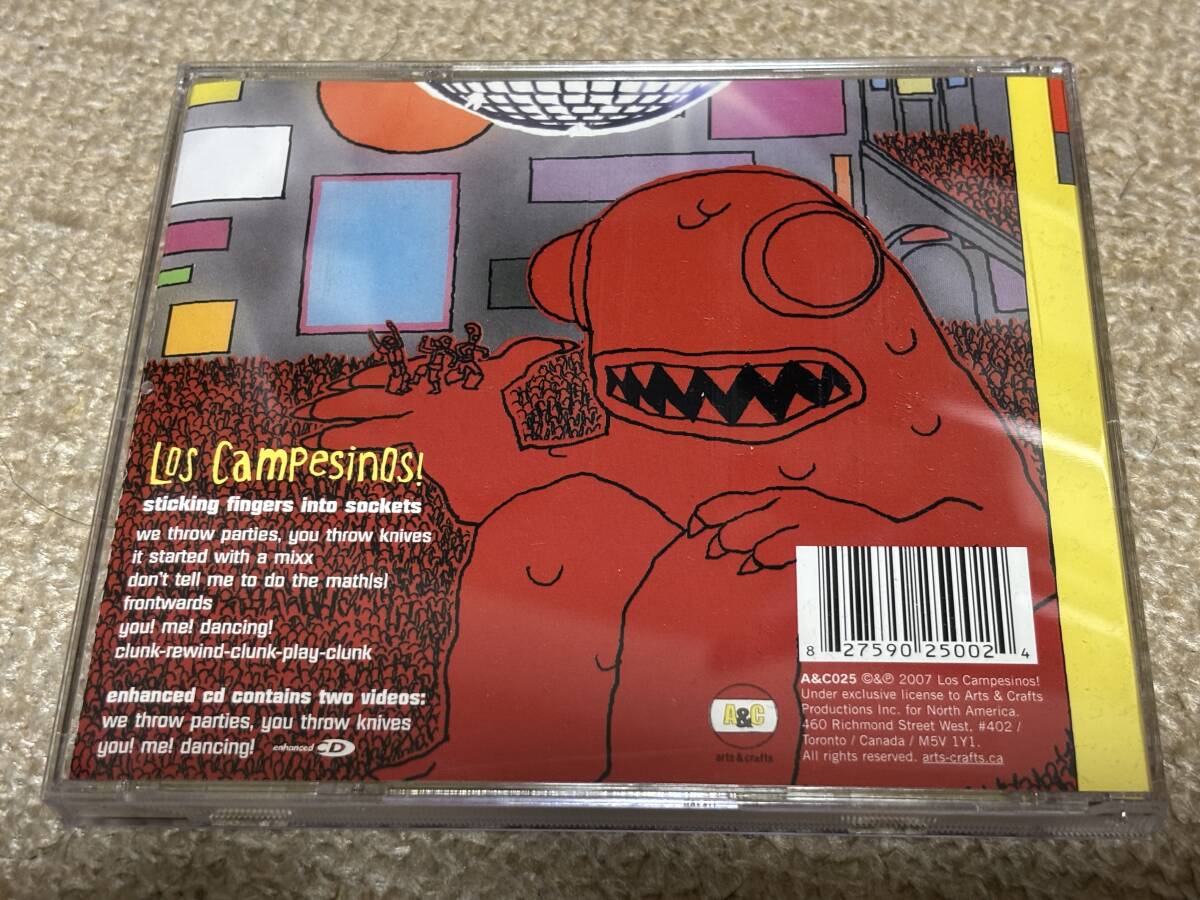 Los Campesinos!
sticking fingers into sockets
we throw parties, you throw knives
it started with a mixx
don't tell me to do the math(s)
frontwards
you! me! dancing!
clunk-rewind-clunk-play-clunk
enhanced cd contains two videos:
we throw parties, you throw knives
you! me! dancing! enhanced CD
A&C
arts & crafts
8 27590 25002 4
A&C025 ©&℗ 2007 Los Campesinos!
Under exclusive license to Arts & Crafts
Productions Inc. for North America.
460 Richmond Street West, #402 /
Toronto / Canada / M5V 1Y1.
All rights reserved. arts-crafts.ca